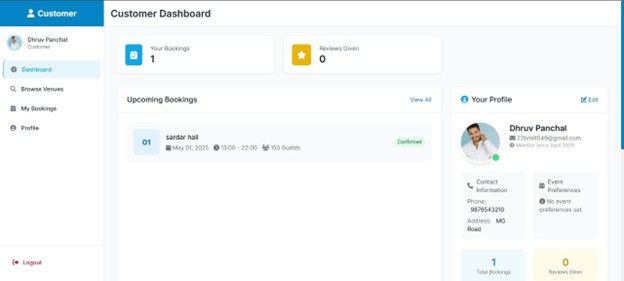 Customer
Dhruv Panchal
Customer
Dashboard
Browse Venues
My Bookings
Profile
Logout
Customer Dashboard
Your Bookings
1
Reviews Given
0
Upcoming Bookings
View All
01
sardar hall
May 01, 2025 13:00 - 22:00 150 Guests
Confirmed
Your Profile
Edit
Dhruv Panchal
22bmiit049@gmail.com
Member since April 2025
Contact
Information
Phone:
9876543210
Address: MG
Road
Event
Preferences
No event
preferences set
1
Total Bookings
0
Reviews Given